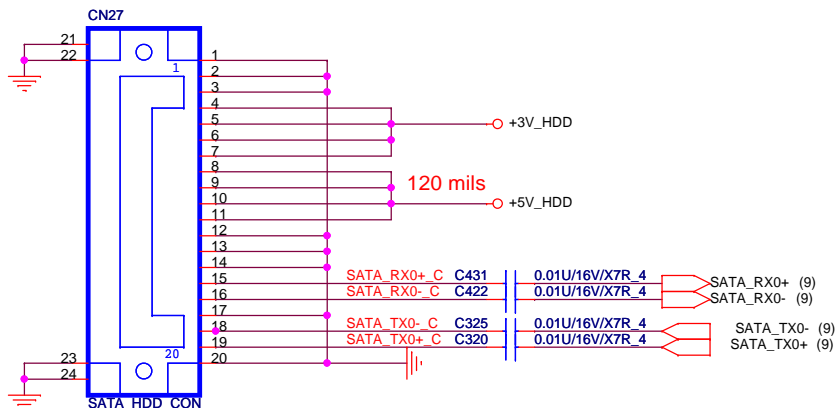 CN27
21
22
1
1
2
3
4
5
+3V_HDD
6
7
8
9
120 mils
10
+5V_HDD
11
12
13
14
15
SATA_RX0+_C C431 0.01U/16V/X7R_4 SATA_RX0+ (9)
16
SATA_RX0-_C C422 0.01U/16V/X7R_4 SATA_RX0- (9)
17
18
SATA_TX0-_C C325 0.01U/16V/X7R_4 SATA_TX0- (9)
19
SATA_TX0+_C C320 0.01U/16V/X7R_4 SATA_TX0+ (9)
20
20
23
24
SATA_HDD_CON